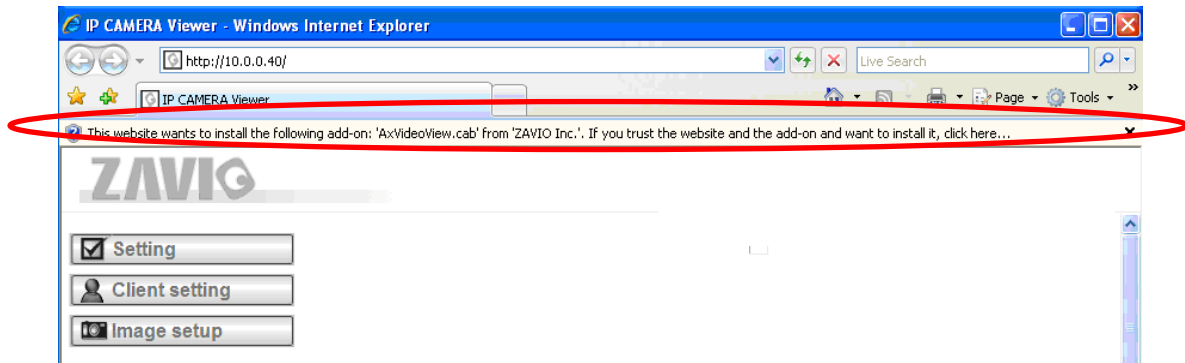 IP CAMERA Viewer - Windows Internet Explorer
http://10.0.0.40/
Live Search
IP CAMERA Viewer
Page
Tools
»
This website wants to install the following add-on: 'AxVideoView.cab' from 'ZAVIO Inc.'. If you trust the website and the add-on and want to install it, click here...
ZAVIO
Setting
Client setting
Image setup